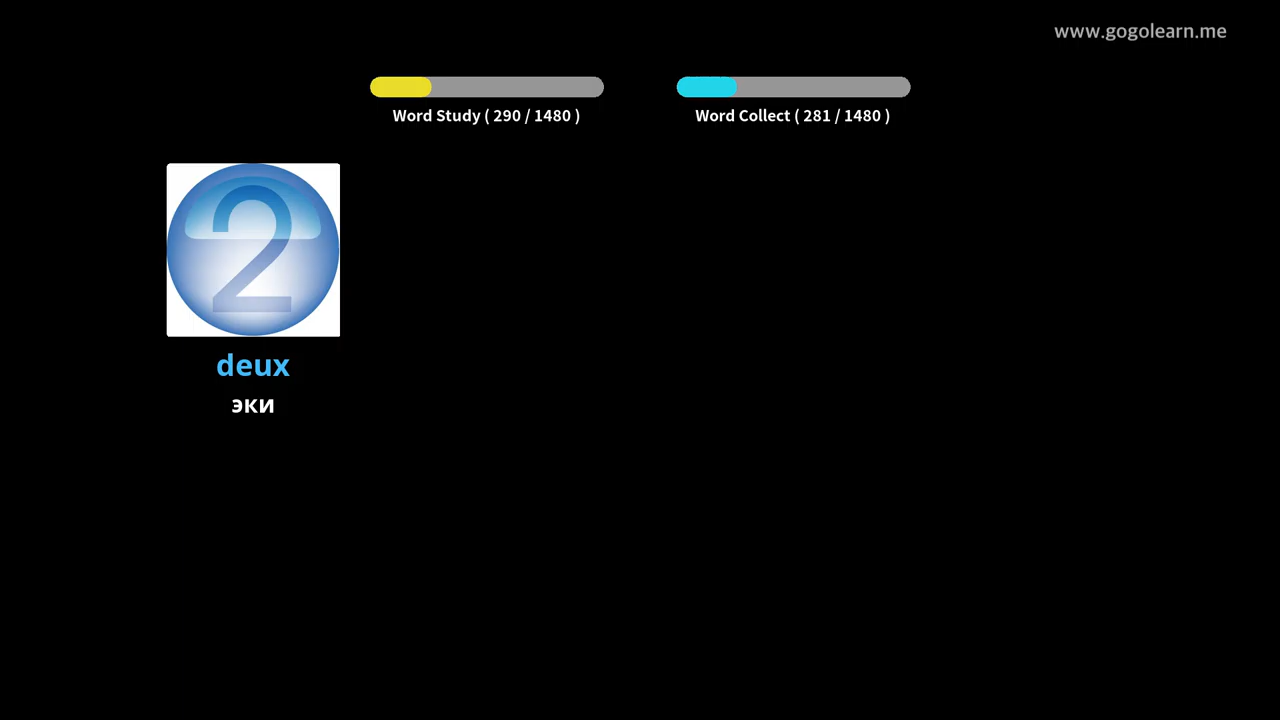 www.gogolearn.me
Word Study ( 290 / 1480 )
Word Collect ( 281 / 1480 )
2
deux
эки